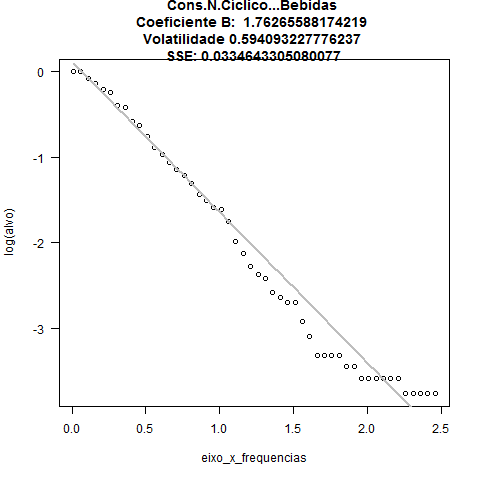 Cons.N.Ciclico...Bebidas
Coeficiente B:  1.76265588174219
Volatilidade 0.594093227776237
SSE: 0.0334643305080077
0
-1
-2
-3
log(alvo)
0.0
0.5
1.0
1.5
2.0
2.5
eixo_x_frequencias